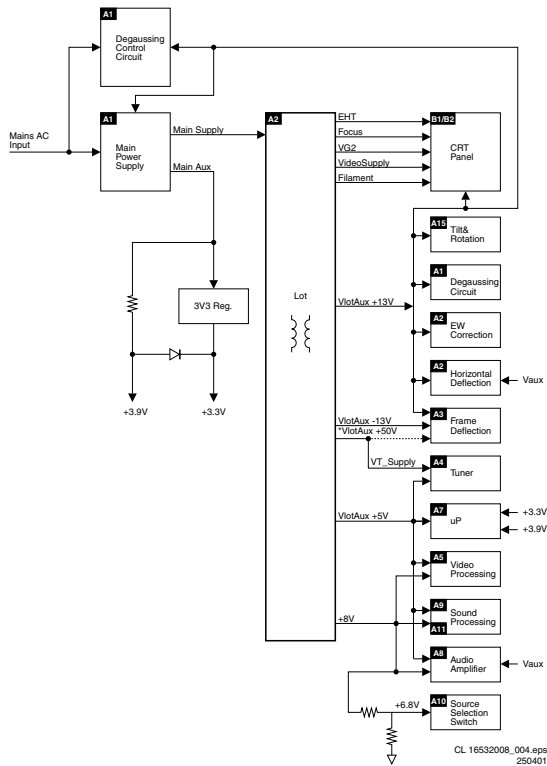 A1
Degaussing
Control
Circuit
Mains AC
Input
A1
Main
Power
Supply
Main Supply
Main Aux
3V3 Reg.
+3.9V
+3.3V
A2
Lot
EHT
Focus
VG2
VideoSupply
Filament
VlotAux +13V
VlotAux -13V
*VlotAux +50V
VT_Supply
VlotAux +5V
+8V
+6.8V
B1/B2
CRT
Panel
A15
Tilt&
Rotation
A1
Degaussing
Circuit
A2
EW
Correction
A2
Horizontal
Deflection
Vaux
A3
Frame
Deflection
A4
Tuner
A7
uP
+3.3V
+3.9V
A5
Video
Processing
A9
Sound
Processing
A11
A8
Audio
Amplifier
Vaux
A10
Source
Selection
Switch
CL 16532008_004.eps
250401